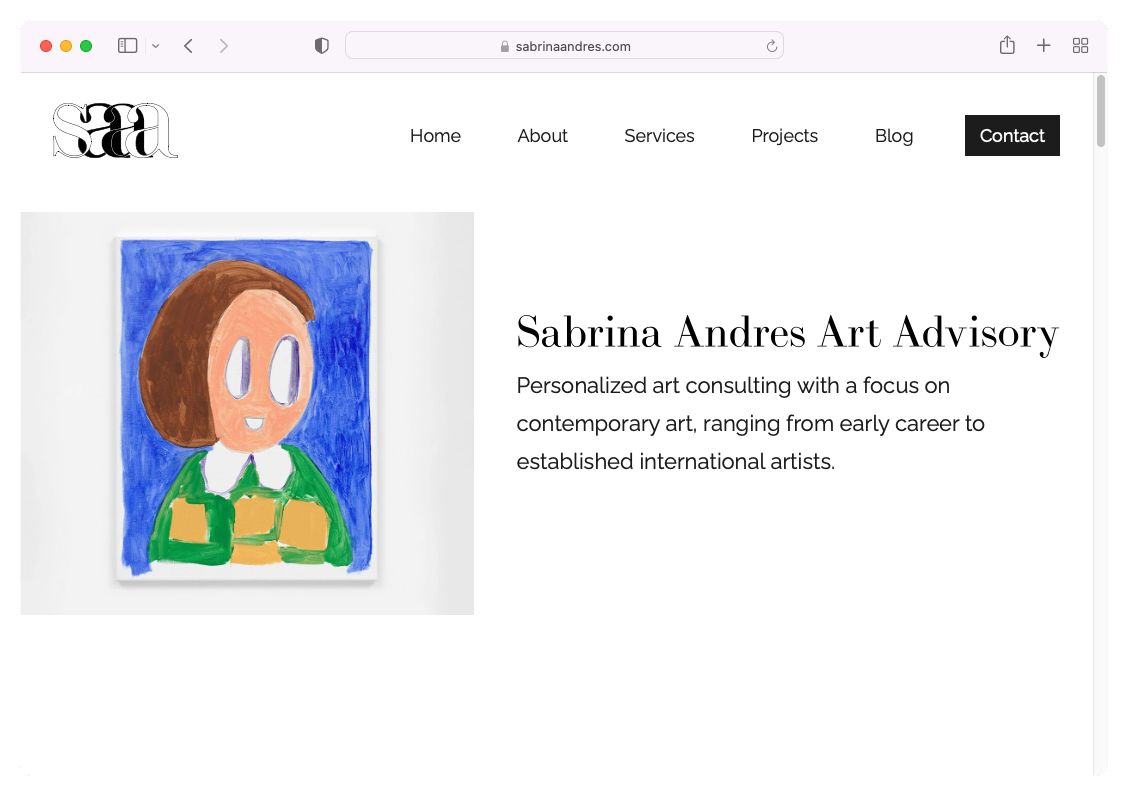 sabrinaandres.com
saa
Home About Services Projects Blog Contact
Sabrina Andres Art Advisory
Personalized art consulting with a focus on
contemporary art, ranging from early career to
established international artists.